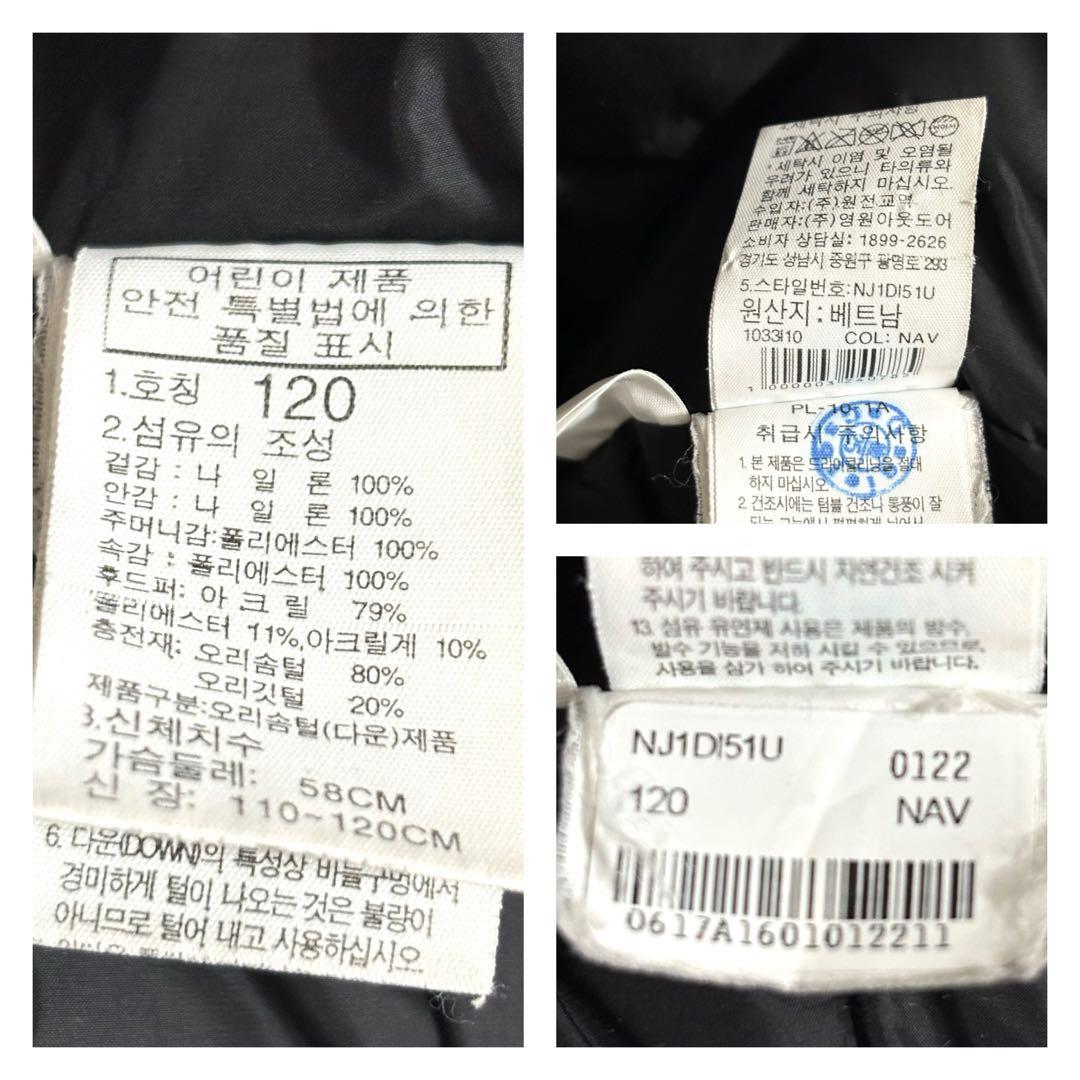 어린이 제품
안전 특별법에 의한
품질 표시
1.호칭 120
2.섬유의 조성
겉감 : 나 일 론 100%
안감 : 나 일 론 100%
주머니감:폴리에스터 100%
속감 : 폴리에스터 100%
후드퍼: 아 크 릴 79%
폴리에스터 11%,아크릴계 10%
충전재: 오리솜털 80%
오리깃털 20%
제품구분:오리솜털(다운)제품
3.신체치수
가슴둘레: 58CM
신 장: 110~120CM
6. 다운(DOWN)의 특성상 바늘구멍에서
경미하게 털이 나오는 것은 불량이
아니므로 털어 내고 사용하십시오.
4.세탁시 주의사항
*세탁시 이염 및 오염될
우려가 있으니 타의류와
함께 세탁하지 마십시오.
수입자:(주)원전교역
판매자:(주)영원아웃도어
소비자 상담실: 1899-2626
경기도 성남시 중원구 광명로 293
5.스타일번호:NJ1DI51U
원산지: 베트남
1033I10 COL: NAV
PL-10.1A
취급시 주의사항
1. 본 제품은 드라이클리닝을 절대
하지 마십시오.
2. 건조시에는 텀블 건조나 통풍이 잘
되는 그늘에서
하여 주시고 반드시 자연건조 시켜
주시기 바랍니다.
13. 섬유 유연제 사용은 제품의 방수,
발수 기능을 저하 시킬 수 있으므로,
사용을 삼가 하여 주시기 바랍니다.
NJ1DI51U 0122
120 NAV
0617A1601012211